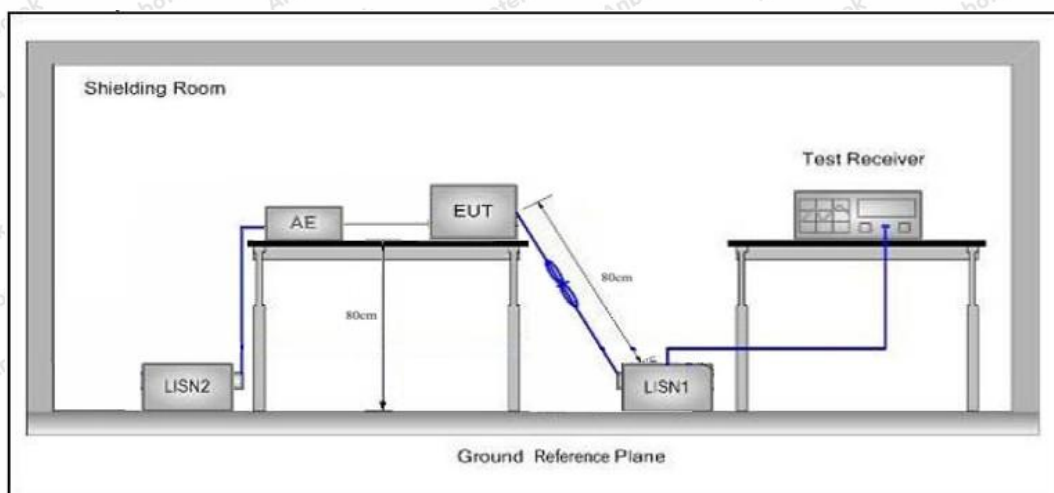 Shielding Room
Test Receiver
AE
EUT
80cm
80cm
LISN2
LISN1
Ground Reference Plane